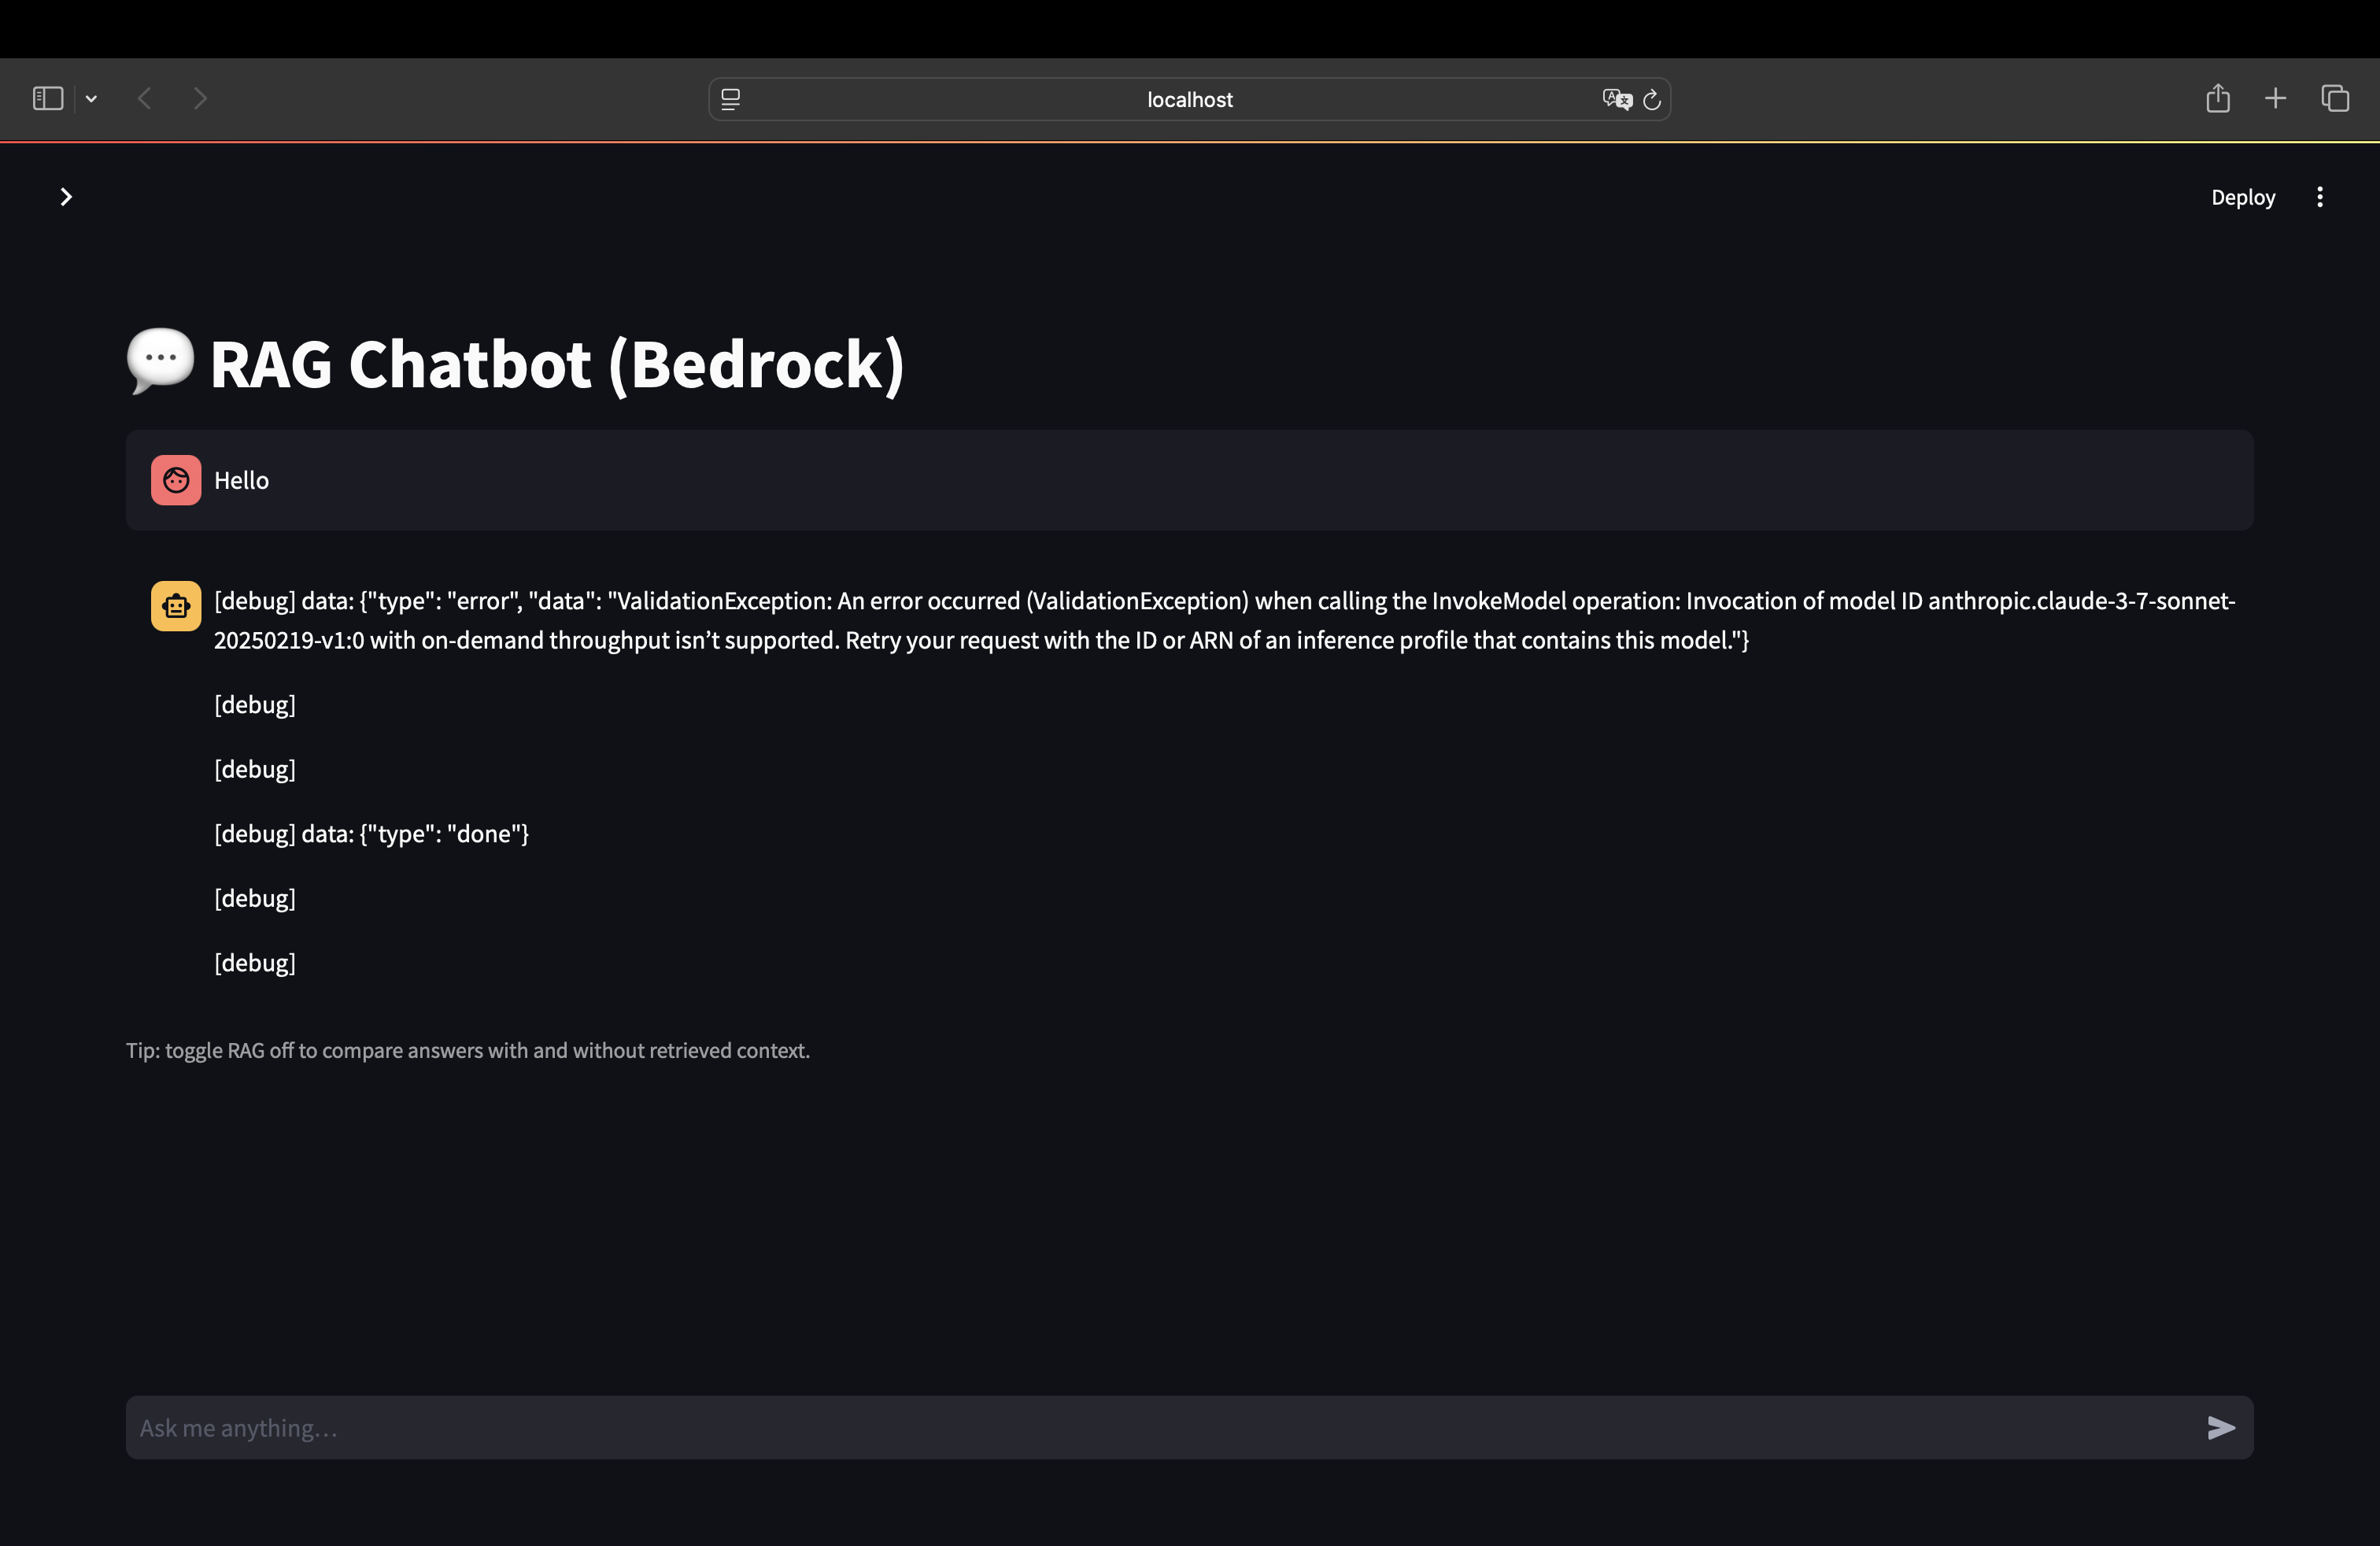 localhost
Deploy
RAG Chatbot (Bedrock)
Hello
[debug] data: {"type": "error", "data": "ValidationException: An error occurred (ValidationException) when calling the InvokeModel operation: Invocation of model ID anthropic.claude-3-7-sonnet-
20250219-v1:0 with on-demand throughput isn’t supported. Retry your request with the ID or ARN of an inference profile that contains this model."}
[debug]
[debug]
[debug] data: {"type": "done"}
[debug]
[debug]
Tip: toggle RAG off to compare answers with and without retrieved context.
Ask me anything…